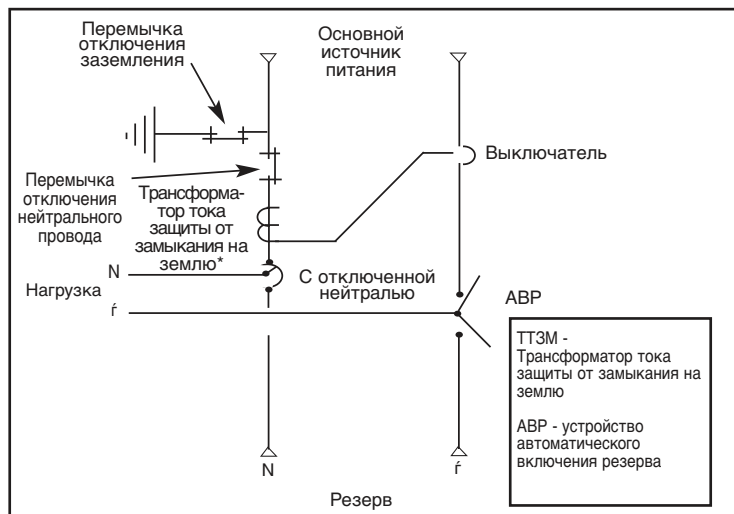 Перемычка
отключения
заземления
Основной
источник
питания
Выключатель
Перемычка
отключения
нейтрального
провода
Трансформа-
тор тока
защиты от
замыкания на
землю*
N
С отключенной
нейтралью
Нагрузка
ѓ
АВР
ТТЗМ -
Трансформатор тока
защиты от замыкания на
землю
АВР - устройство
автоматического
включения резерва
N
ѓ
Резерв